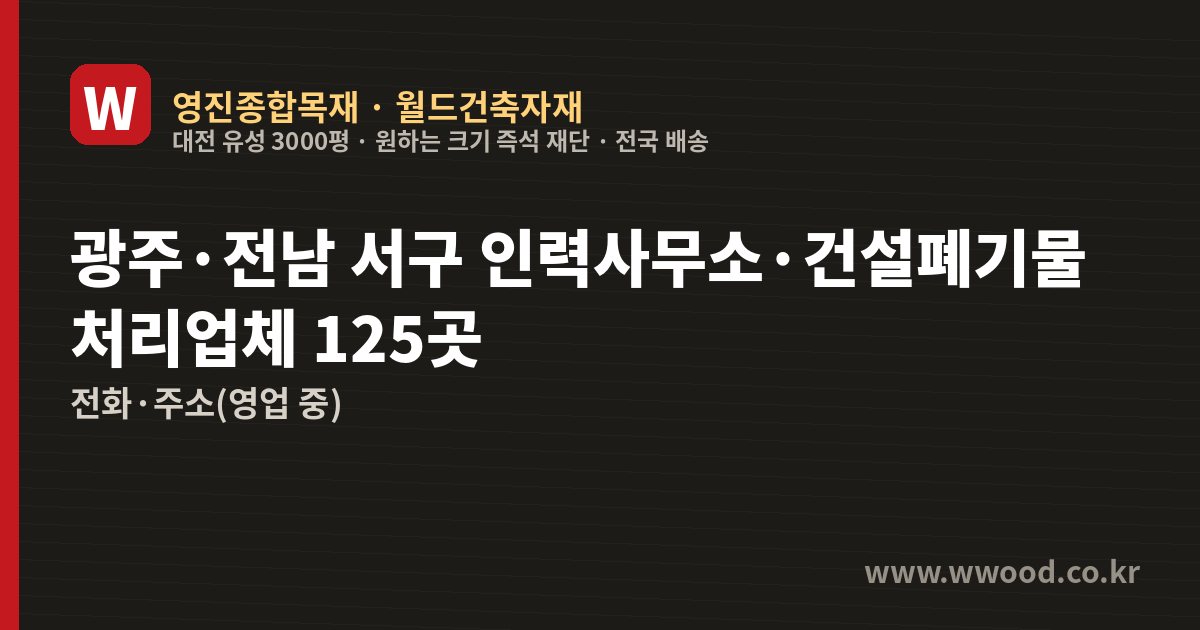 W
영진종합목재 · 월드건축자재
대전 유성 3000평 · 원하는 크기 즉석 재단 · 전국 배송
광주·전남 서구 인력사무소·건설폐기물
처리업체 125곳
전화·주소(영업 중)
www.wwood.co.kr